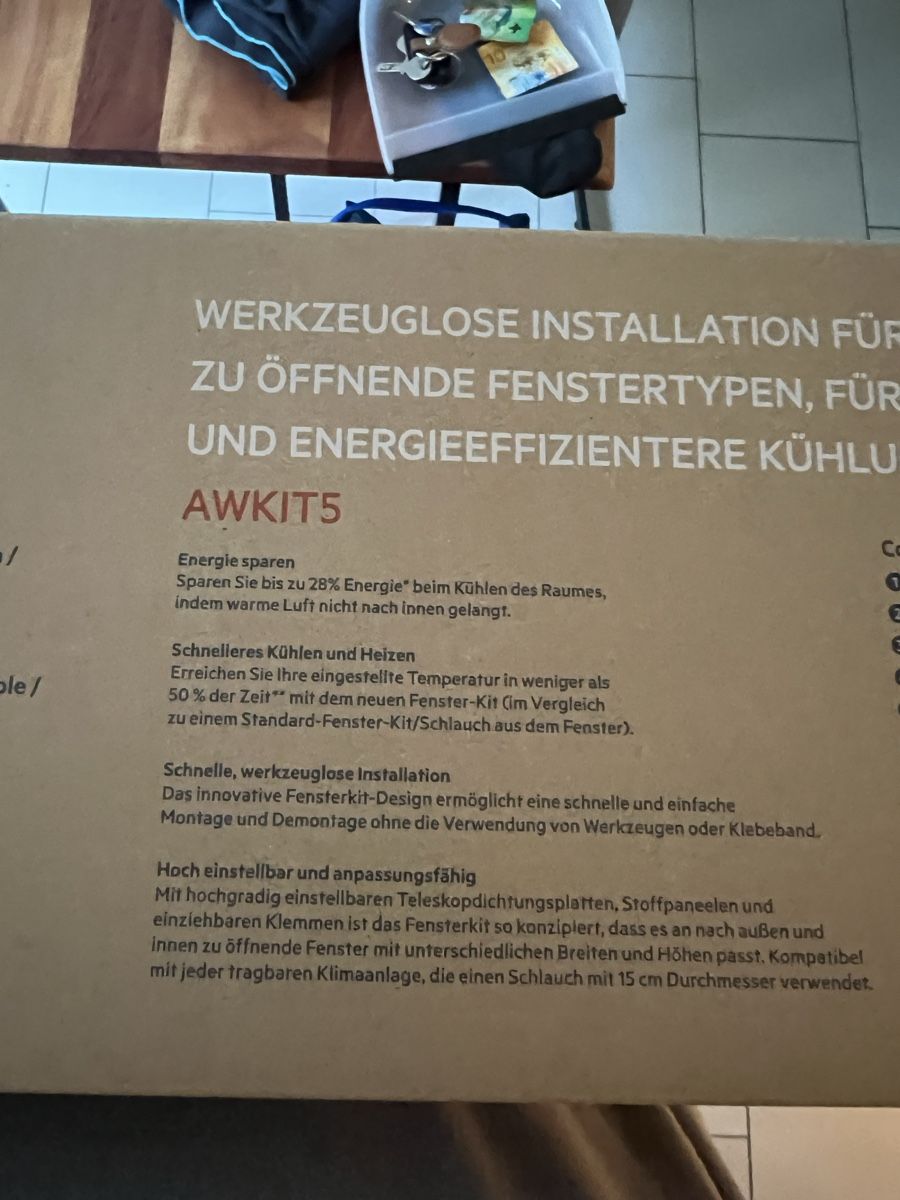 WERKZEUGLOSE INSTALLATION FÜR
ZU ÖFFNENDE FENSTERTYPEN, FÜR
UND ENERGIEEFFIZIENTERE KÜHLU
AWKIT5
Energie sparen
Sparen Sie bis zu 28% Energie* beim Kühlen des Raumes,
indem warme Luft nicht nach innen gelangt.
Schnelleres Kühlen und Heizen
Erreichen Sie Ihre eingestellte Temperatur in weniger als
50 % der Zeit** mit dem neuen Fenster-Kit (im Vergleich
zu einem Standard-Fenster-Kit/Schlauch aus dem Fenster).
Schnelle, werkzeuglose Installation
Das innovative Fensterkit-Design ermöglicht eine schnelle und einfache
Montage und Demontage ohne die Verwendung von Werkzeugen oder Klebeband.
Hoch einstellbar und anpassungsfähig
Mit hochgradig einstellbaren Teleskopdichtungsplatten, Stoffpaneelen und
einziehbaren Klemmen ist das Fensterkit so konzipiert, dass es an nach außen und
innen zu öffnende Fenster mit unterschiedlichen Breiten und Höhen passt. Kompatibel
mit jeder tragbaren Klimaanlage, die einen Schlauch mit 15 cm Durchmesser verwendet.
/
ble /
Co
1
2
3
10